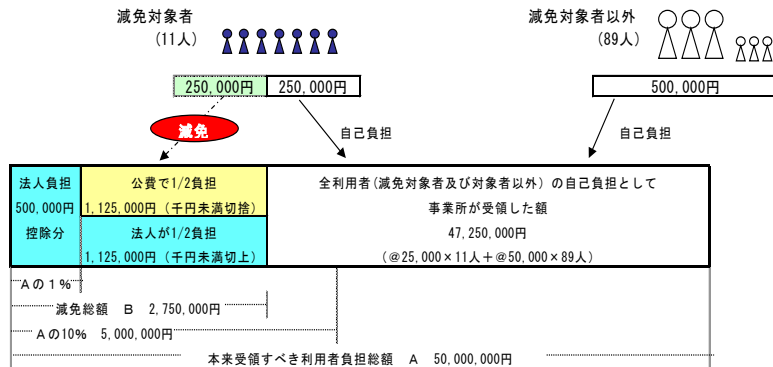 減免対象者
(11人)
減免対象者以外
(89人)
250,000円
250,000円
500,000円
減免
自己負担
自己負担
法人負担
500,000円
控除分
公費で1/2負担
1,125,000円（千円未満切捨）
法人が1/2負担
1,125,000円（千円未満切上）
全利用者(減免対象者及び対象者以外) の自己負担として
事業所が受領した額
47,250,000円
(＠25,000×11人＋＠50,000×89人)
Aの１%
減免総額　B　2,750,000円
Aの10%　5,000,000円
本来受領すべき利用者負担総額　A　50,000,000円